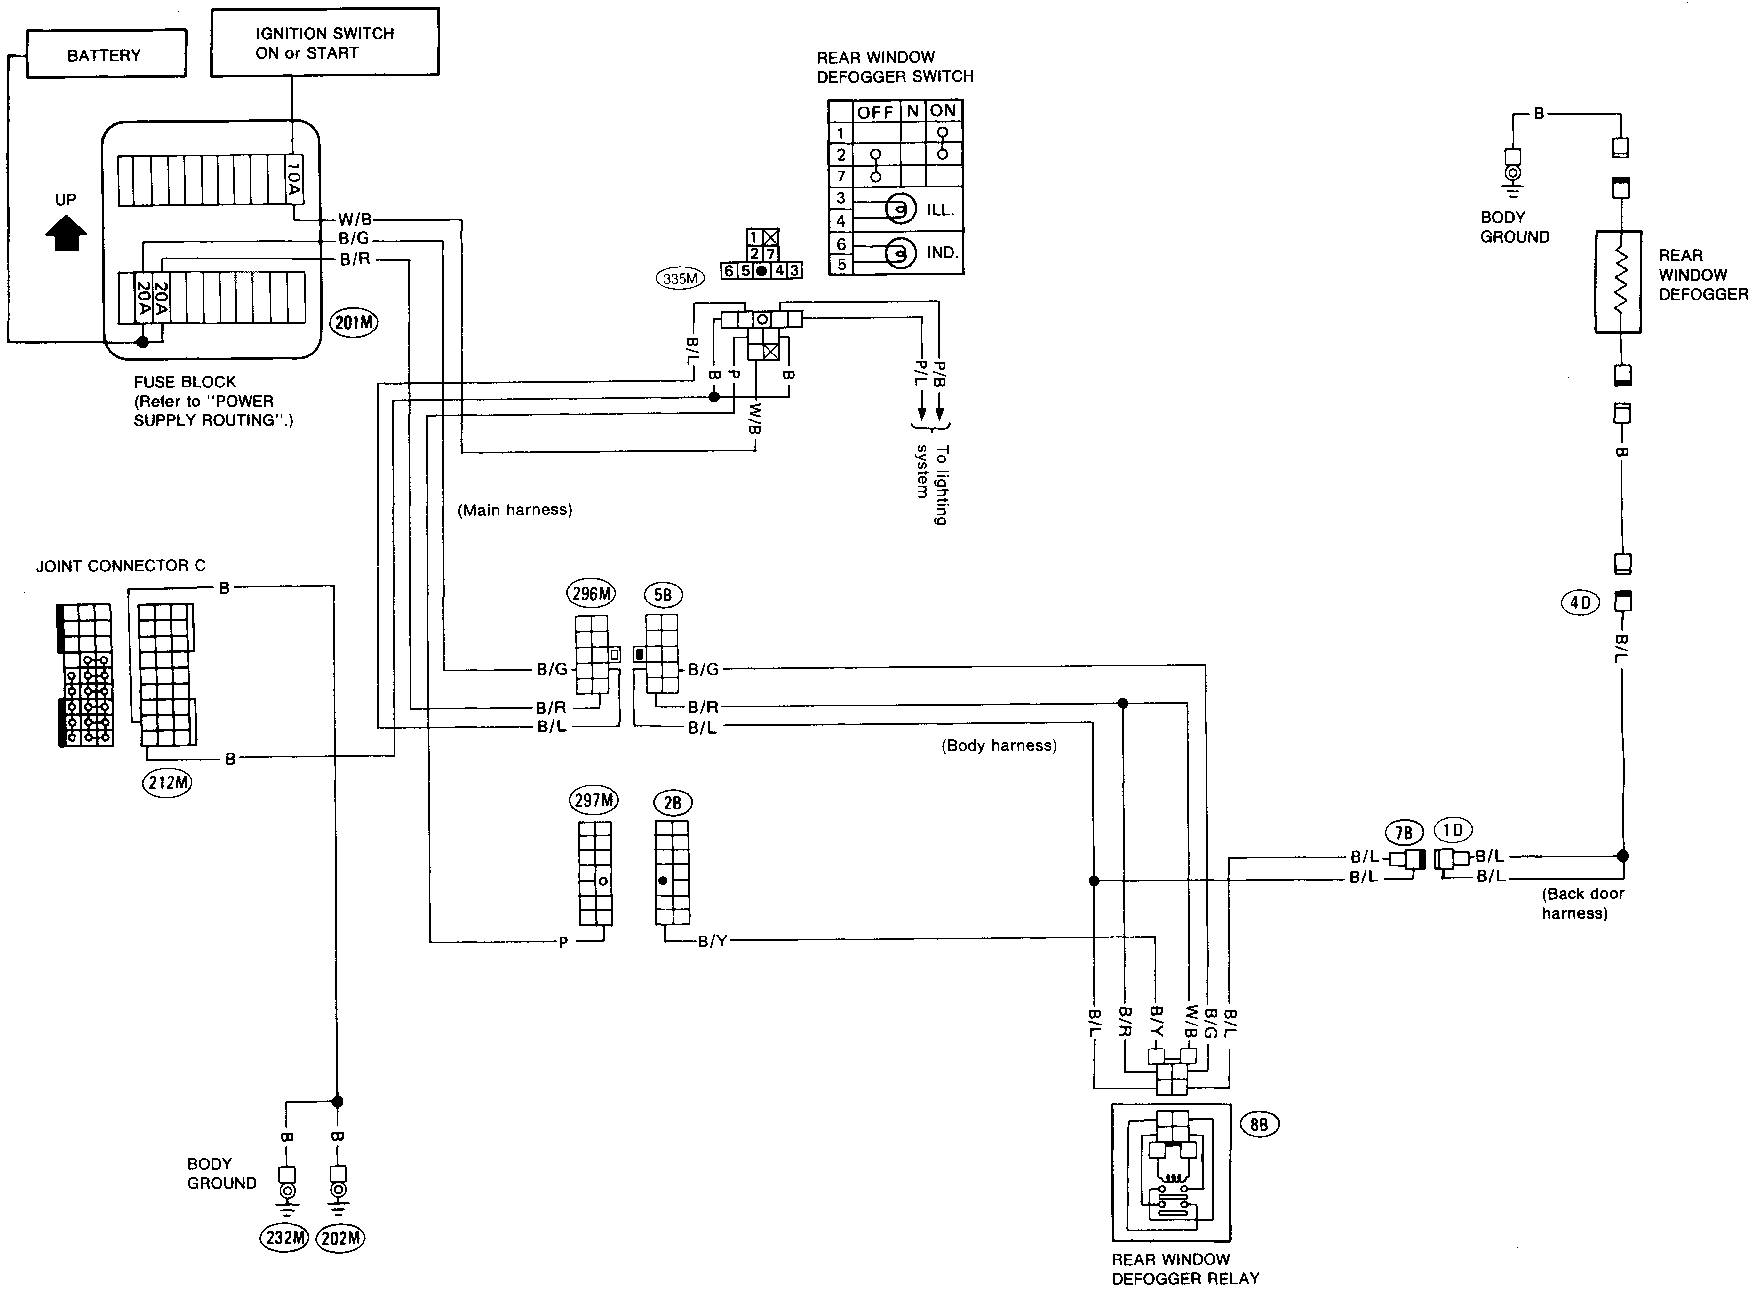 BATTERY
IGNITION SWITCH
ON or START
10A
UP
W/B
B/G
B/R
20A
20A
201M
FUSE BLOCK
(Refer to "POWER
SUPPLY ROUTING".)
REAR WINDOW
DEFOGGER SWITCH
OFF N ON
1
2
7
3
4
ILL.
6
5
IND.
1
2 7
6 5 4 3
335M
B/L
B
P
W/B
B
P/L
P/B
To lighting
system
(Main harness)
B
BODY
GROUND
REAR
WINDOW
DEFOGGER
B
4D
B/L
JOINT CONNECTOR C
B
B
212M
296M
5B
B/G
B/R
B/L
B/G
B/R
B/L
(Body harness)
297M
2B
P
B/Y
7B
1D
B/L
B/L
B/L
B/L
(Back door
harness)
B/L
B/R
B/Y
W/B
B/G
B/L
8B
REAR WINDOW
DEFOGGER RELAY
B
B
BODY
GROUND
232M
202M